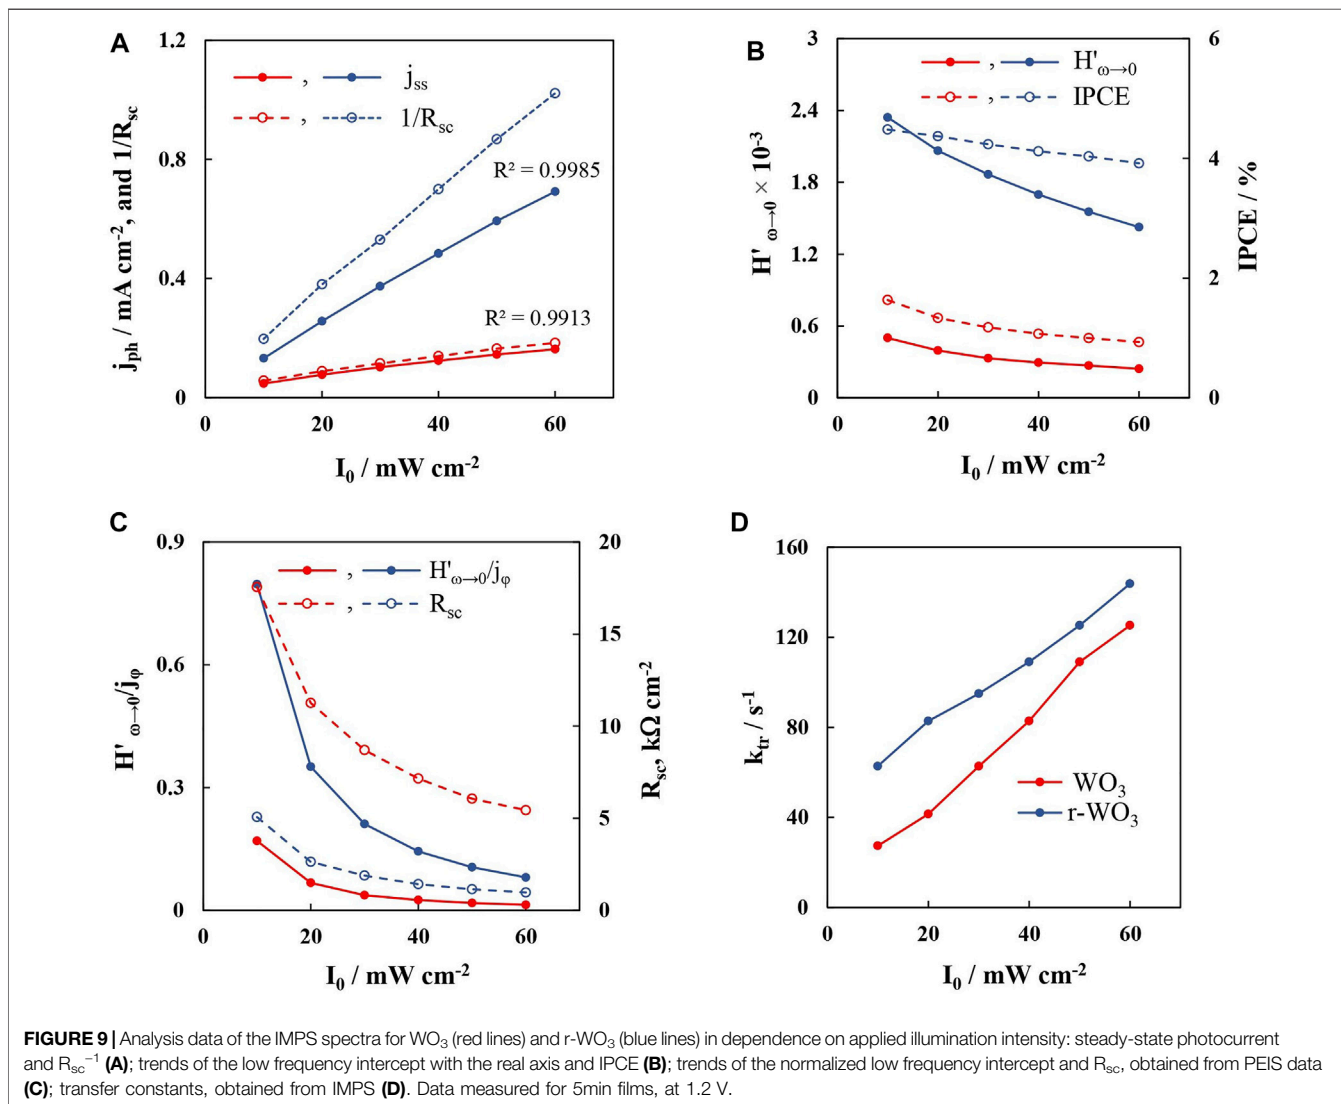 A
1.2
0.8
0.4
0
0
20
40
60
j_ph / mA cm⁻², and 1/R_sc
I₀ / mW cm⁻²
, j_ss
, 1/R_sc
R² = 0.9985
R² = 0.9913
B
3
2.4
1.8
1.2
0.6
0
6
4
2
0
0
20
40
60
H'_ω→0 × 10⁻³
IPCE / %
I₀ / mW cm⁻²
, H'_ω→0
, IPCE
C
0.9
0.6
0.3
0
20
15
10
5
0
0
20
40
60
H'_ω→0/j_φ
R_sc, kΩ cm⁻²
I₀ / mW cm⁻²
, H'_ω→0/j_φ
, R_sc
D
160
120
80
40
0
0
20
40
60
k_tr / s⁻¹
I₀ / mW cm⁻²
WO₃
r-WO₃
FIGURE 9 | Analysis data of the IMPS spectra for WO₃ (red lines) and r-WO₃ (blue lines) in dependence on applied illumination intensity: steady-state photocurrent
and R_sc⁻¹ (A); trends of the low frequency intercept with the real axis and IPCE (B); trends of the normalized low frequency intercept and R_sc, obtained from PEIS data
(C); transfer constants, obtained from IMPS (D). Data measured for 5min films, at 1.2 V.